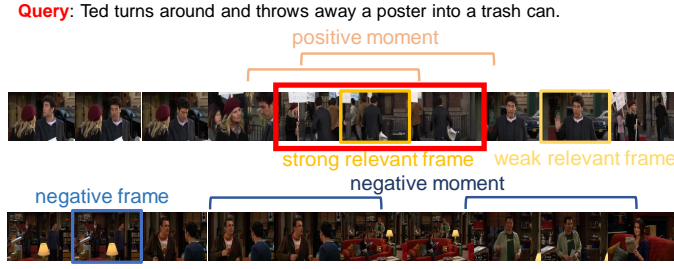 Query: Ted turns around and throws away a poster into a trash can.
positive moment
strong relevant frame weak relevant frame
negative frame
negative moment